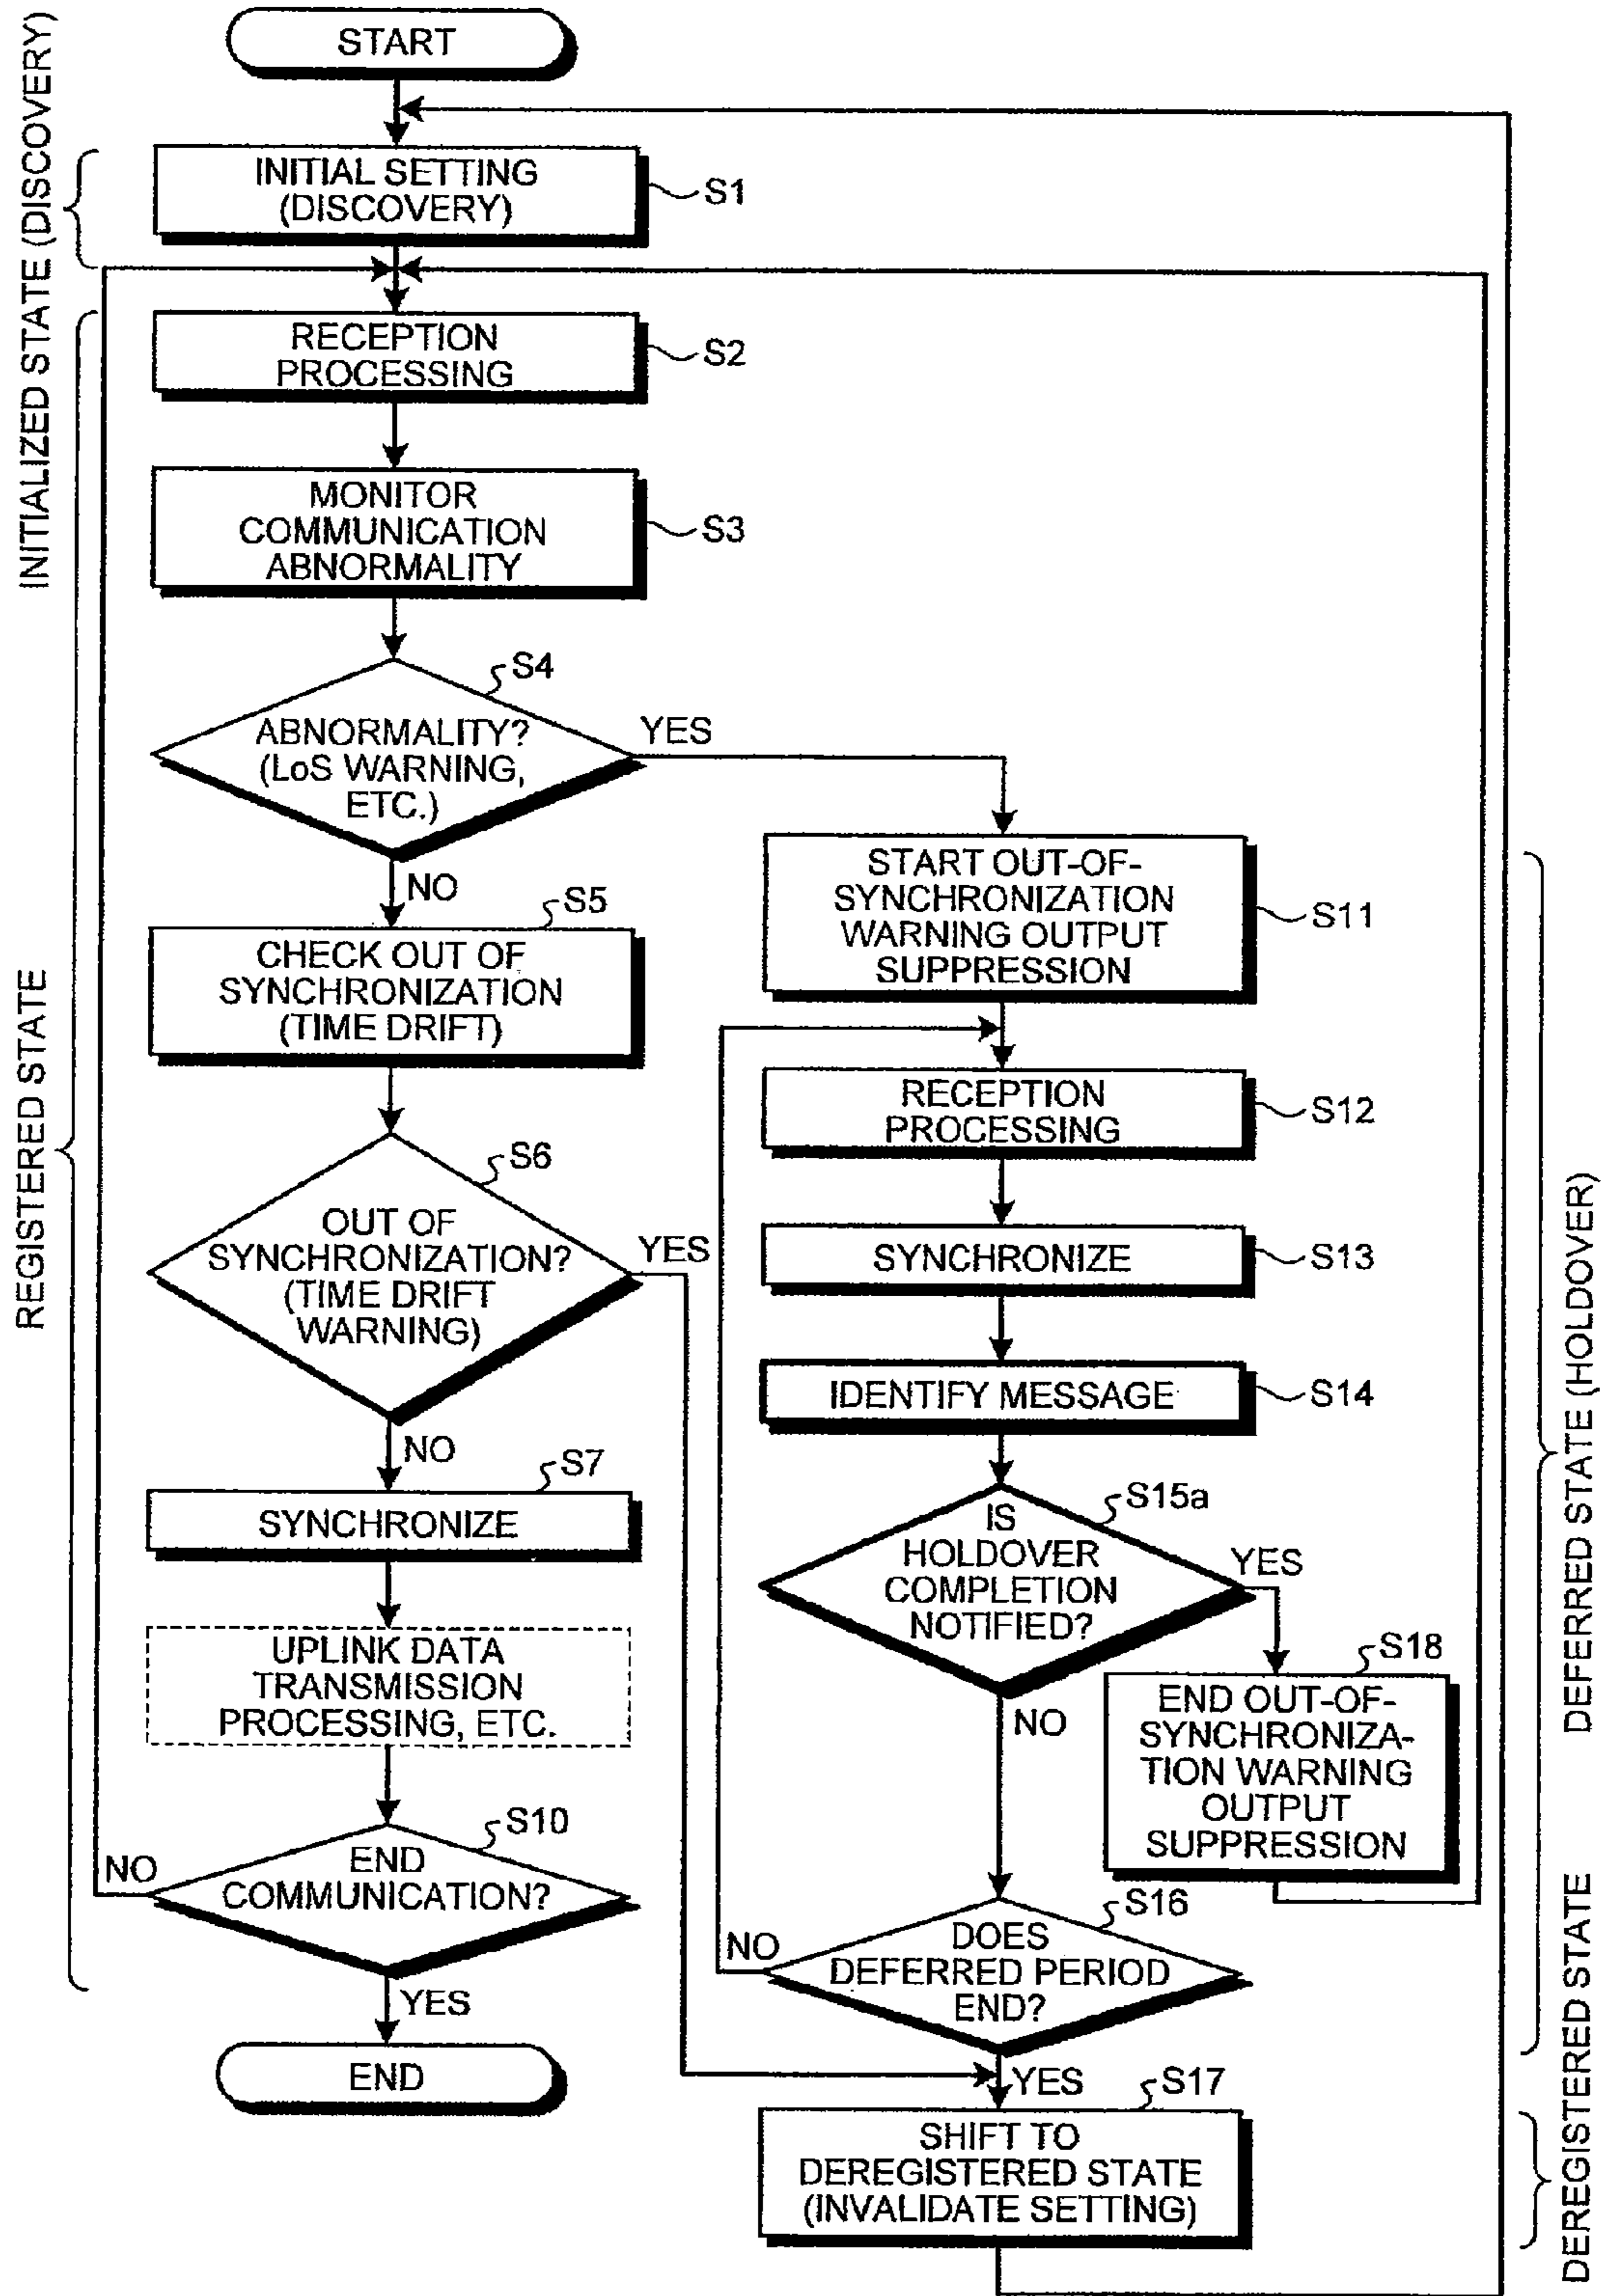 START
INITIALIZED STATE (DISCOVERY)
INITIAL SETTING
(DISCOVERY)
S1
REGISTERED STATE
RECEPTION
PROCESSING
S2
MONITOR
COMMUNICATION
ABNORMALITY
S3
S4
ABNORMALITY?
(LoS WARNING,
ETC.)
YES
NO
S5
CHECK OUT OF
SYNCHRONIZATION
(TIME DRIFT)
S6
OUT OF
SYNCHRONIZATION?
(TIME DRIFT
WARNING)
YES
NO
S7
SYNCHRONIZE
UPLINK DATA
TRANSMISSION
PROCESSING, ETC.
S10
END
COMMUNICATION?
NO
YES
END
DEFERRED STATE (HOLDOVER)
START OUT-OF-
SYNCHRONIZATION
WARNING OUTPUT
SUPPRESSION
S11
RECEPTION
PROCESSING
S12
SYNCHRONIZE
S13
IDENTIFY MESSAGE
S14
S15a
IS
HOLDOVER
COMPLETION
NOTIFIED?
YES
NO
S18
END OUT-OF-
SYNCHRONIZA-
TION WARNING
OUTPUT
SUPPRESSION
S16
DOES
DEFERRED PERIOD
END?
NO
YES
DEREGISTERED STATE
S17
SHIFT TO
DEREGISTERED STATE
(INVALIDATE SETTING)